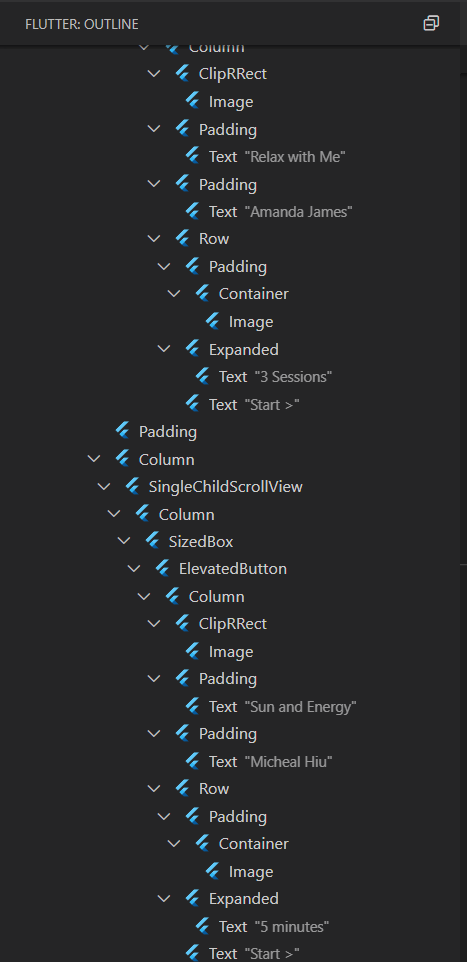 FLUTTER: OUTLINE
Column
ClipRRect
Image
Padding
Text "Relax with Me"
Padding
Text "Amanda James"
Row
Padding
Container
Image
Expanded
Text "3 Sessions"
Text "Start >"
Padding
Column
SingleChildScrollView
Column
SizedBox
ElevatedButton
Column
ClipRRect
Image
Padding
Text "Sun and Energy"
Padding
Text "Micheal Hiu"
Row
Padding
Container
Image
Expanded
Text "5 minutes"
Text "Start >"